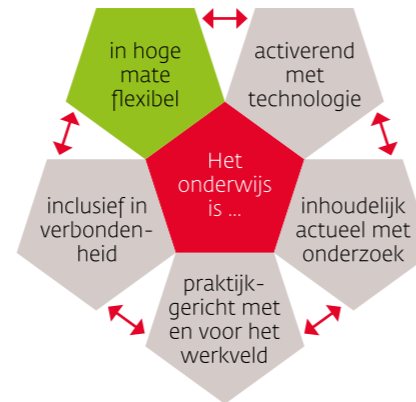 in hoge
mate
flexibel
activerend
met
technologie
Het
onderwijs
is ...
inclusief in
verbonden-
heid
inhoudelijk
actueel met
onderzoek
praktijk-
gericht met
en voor het
werkveld